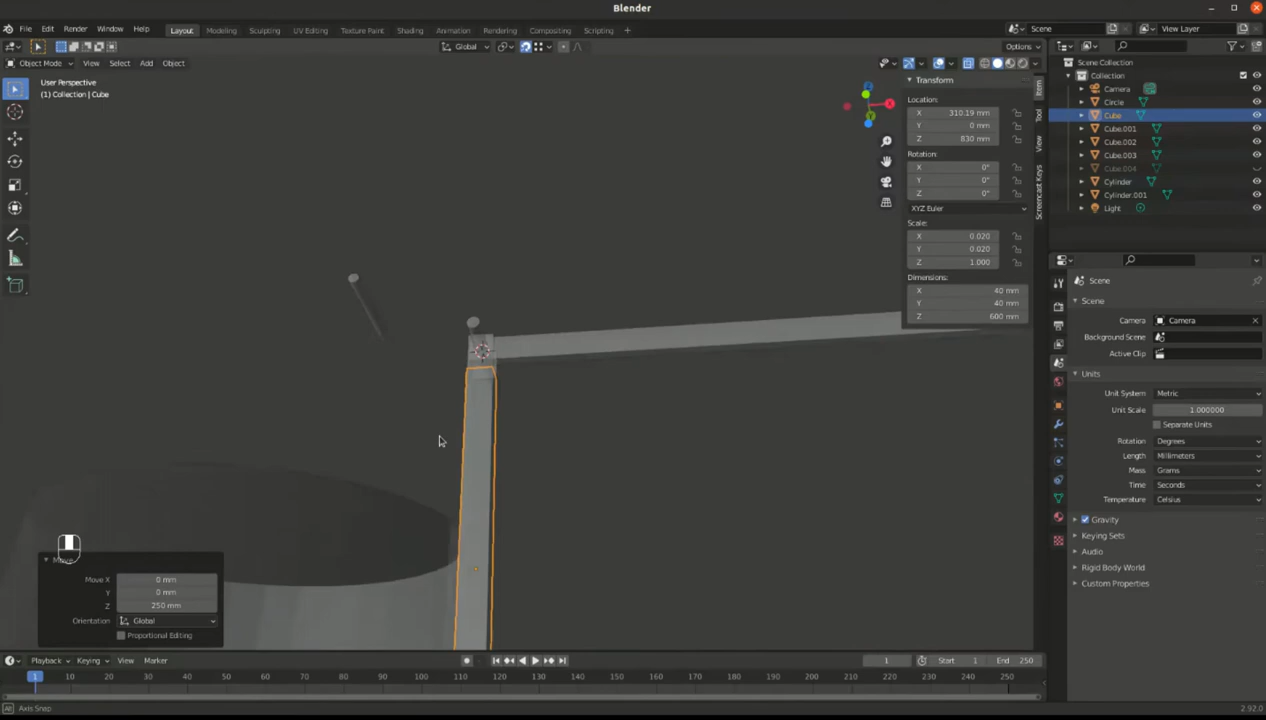 Blender
File Edit Render Window Help
Layout Modeling Sculpting UV Editing Texture Paint Shading Animation Rendering Compositing Scripting +
Scene View Layer
Global Options
Object Mode View Select Add Object
User Perspective
(1) Collection | Cube
Transform
Location:
X 310.19 mm
Y 0 mm
Z 830 mm
Rotation:
X 0°
Y 0°
Z 0°
XYZ Euler
Scale:
X 0.020
Y 0.020
Z 1.000
Dimensions:
X 40 mm
Y 40 mm
Z 600 mm
Item
Tool
View
Screencast Keys
X
Scene Collection
Collection
Camera
Circle
Cube
Cube.001
Cube.002
Cube.003
Cube.004
Cylinder
Cylinder.001
Light
Scene
Scene
Camera Camera
Background Scene
Active Clip
Units
Unit System Metric
Unit Scale 1.000000
Separate Units
Rotation Degrees
Length Millimeters
Mass Grams
Time Seconds
Temperature Celsius
Gravity
Keying Sets
Audio
Rigid Body World
Custom Properties
Move X 0 mm
Y 0 mm
Z 250 mm
Orientation Global
Proportional Editing
Playback Keying View Marker
1 Start 1 End 250
1 10 20 30 40 50 60 70 80 90 100 110 120 130 140 150 160 170 180 190 200 210 220 230 240 250
Axis Snap
2.92.0